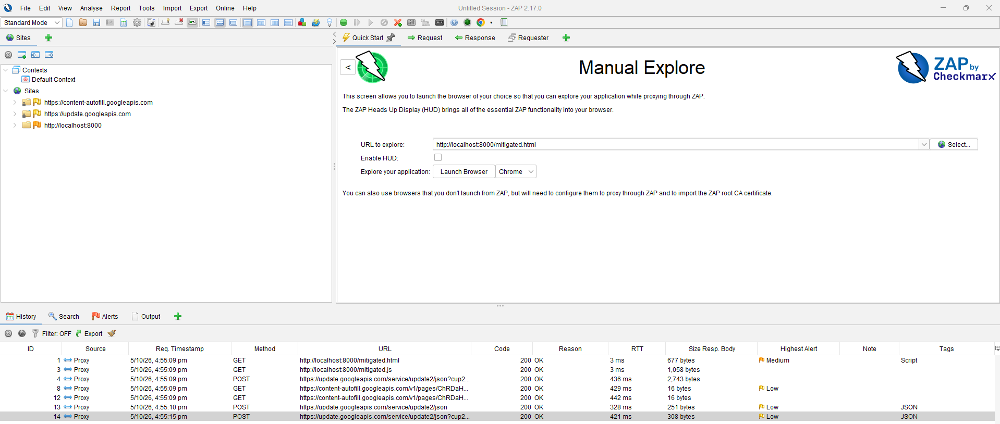 File Edit View Analyse Report Tools Import Export Online Help
Untitled Session - ZAP 2.17.0
Standard Mode
Sites
Quick Start Request Response Requester
Contexts
Default Context
Sites
https://content-autofill.googleapis.com
https://update.googleapis.com
http://localhost:8000
<
Manual Explore
ZAP by
Checkmarx
This screen allows you to launch the browser of your choice so that you can explore your application while proxying through ZAP.
The ZAP Heads Up Display (HUD) brings all of the essential ZAP functionality into your browser.
URL to explore: http://localhost:8000/mitigated.html Select...
Enable HUD:
Explore your application: Launch Browser Chrome
You can also use browsers that you don't launch from ZAP, but will need to configure them to proxy through ZAP and to import the ZAP root CA certificate.
History Search Alerts Output
Filter: OFF Export
ID Source Req. Timestamp Method URL Code Reason RTT Size Resp. Body Highest Alert Note Tags
1 Proxy 5/10/26, 4:55:09 pm GET http://localhost:8000/mitigated.html 200 OK 3 ms 677 bytes Medium Script
3 Proxy 5/10/26, 4:55:09 pm GET http://localhost:8000/mitigated.js 200 OK 3 ms 1,058 bytes
4 Proxy 5/10/26, 4:55:09 pm POST https://update.googleapis.com/service/update2/json?cup2... 200 OK 436 ms 2,743 bytes
8 Proxy 5/10/26, 4:55:09 pm GET https://content-autofill.googleapis.com/v1/pages/ChRDaH... 200 OK 429 ms 16 bytes Low
12 Proxy 5/10/26, 4:55:09 pm GET https://content-autofill.googleapis.com/v1/pages/ChRDaH... 200 OK 442 ms 16 bytes
13 Proxy 5/10/26, 4:55:10 pm POST https://update.googleapis.com/service/update2/json 200 OK 328 ms 251 bytes Low JSON
14 Proxy 5/10/26, 4:55:15 pm POST https://update.googleapis.com/service/update2/json?cup2... 200 OK 421 ms 308 bytes Low JSON